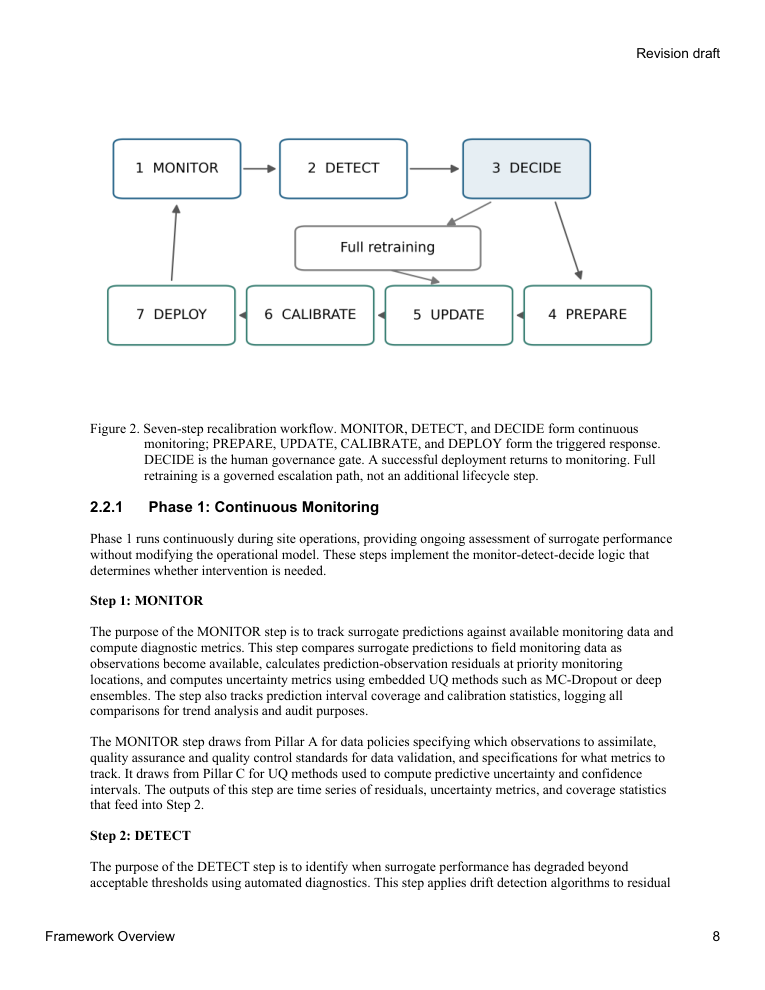 Revision draft
1 MONITOR
2 DETECT
3 DECIDE
Full retraining
7 DEPLOY
6 CALIBRATE
5 UPDATE
4 PREPARE
Figure 2. Seven-step recalibration workflow. MONITOR, DETECT, and DECIDE form continuous
monitoring; PREPARE, UPDATE, CALIBRATE, and DEPLOY form the triggered response.
DECIDE is the human governance gate. A successful deployment returns to monitoring. Full
retraining is a governed escalation path, not an additional lifecycle step.
2.2.1 Phase 1: Continuous Monitoring
Phase 1 runs continuously during site operations, providing ongoing assessment of surrogate performance
without modifying the operational model. These steps implement the monitor-detect-decide logic that
determines whether intervention is needed.
Step 1: MONITOR
The purpose of the MONITOR step is to track surrogate predictions against available monitoring data and
compute diagnostic metrics. This step compares surrogate predictions to field monitoring data as
observations become available, calculates prediction-observation residuals at priority monitoring
locations, and computes uncertainty metrics using embedded UQ methods such as MC-Dropout or deep
ensembles. The step also tracks prediction interval coverage and calibration statistics, logging all
comparisons for trend analysis and audit purposes.
The MONITOR step draws from Pillar A for data policies specifying which observations to assimilate,
quality assurance and quality control standards for data validation, and specifications for what metrics to
track. It draws from Pillar C for UQ methods used to compute predictive uncertainty and confidence
intervals. The outputs of this step are time series of residuals, uncertainty metrics, and coverage statistics
that feed into Step 2.
Step 2: DETECT
The purpose of the DETECT step is to identify when surrogate performance has degraded beyond
acceptable thresholds using automated diagnostics. This step applies drift detection algorithms to residual
Framework Overview
8